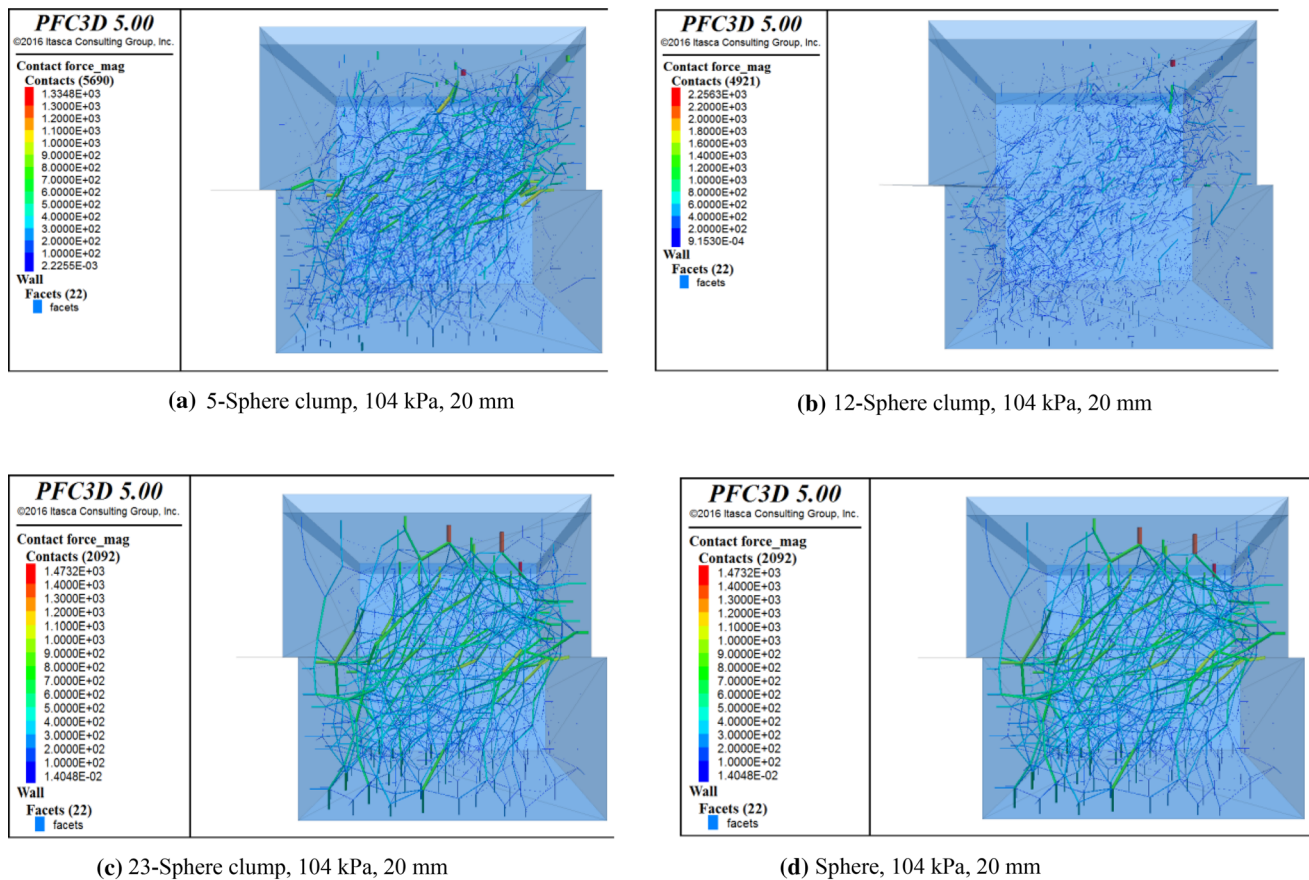 PFC3D 5.00
©2016 Itasca Consulting Group, Inc.
Contact force_mag
Contacts (5690)
1.3348E+03
1.3000E+03
1.2000E+03
1.1000E+03
1.0000E+03
9.0000E+02
8.0000E+02
7.0000E+02
6.0000E+02
5.0000E+02
4.0000E+02
3.0000E+02
2.0000E+02
1.0000E+02
2.2255E-03
Wall
Facets (22)
facets
(a) 5-Sphere clump, 104 kPa, 20 mm
PFC3D 5.00
©2016 Itasca Consulting Group, Inc.
Contact force_mag
Contacts (4921)
2.2563E+03
2.2000E+03
2.0000E+03
1.8000E+03
1.6000E+03
1.4000E+03
1.2000E+03
1.0000E+03
8.0000E+02
6.0000E+02
4.0000E+02
2.0000E+02
9.1530E-04
Wall
Facets (22)
facets
(b) 12-Sphere clump, 104 kPa, 20 mm
PFC3D 5.00
©2016 Itasca Consulting Group, Inc.
Contact force_mag
Contacts (2092)
1.4732E+03
1.4000E+03
1.3000E+03
1.2000E+03
1.1000E+03
1.0000E+03
9.0000E+02
8.0000E+02
7.0000E+02
6.0000E+02
5.0000E+02
4.0000E+02
3.0000E+02
2.0000E+02
1.0000E+02
1.4048E-02
Wall
Facets (22)
facets
(c) 23-Sphere clump, 104 kPa, 20 mm
PFC3D 5.00
©2016 Itasca Consulting Group, Inc.
Contact force_mag
Contacts (2092)
1.4732E+03
1.4000E+03
1.3000E+03
1.2000E+03
1.1000E+03
1.0000E+03
9.0000E+02
8.0000E+02
7.0000E+02
6.0000E+02
5.0000E+02
4.0000E+02
3.0000E+02
2.0000E+02
1.0000E+02
1.4048E-02
Wall
Facets (22)
facets
(d) Sphere, 104 kPa, 20 mm